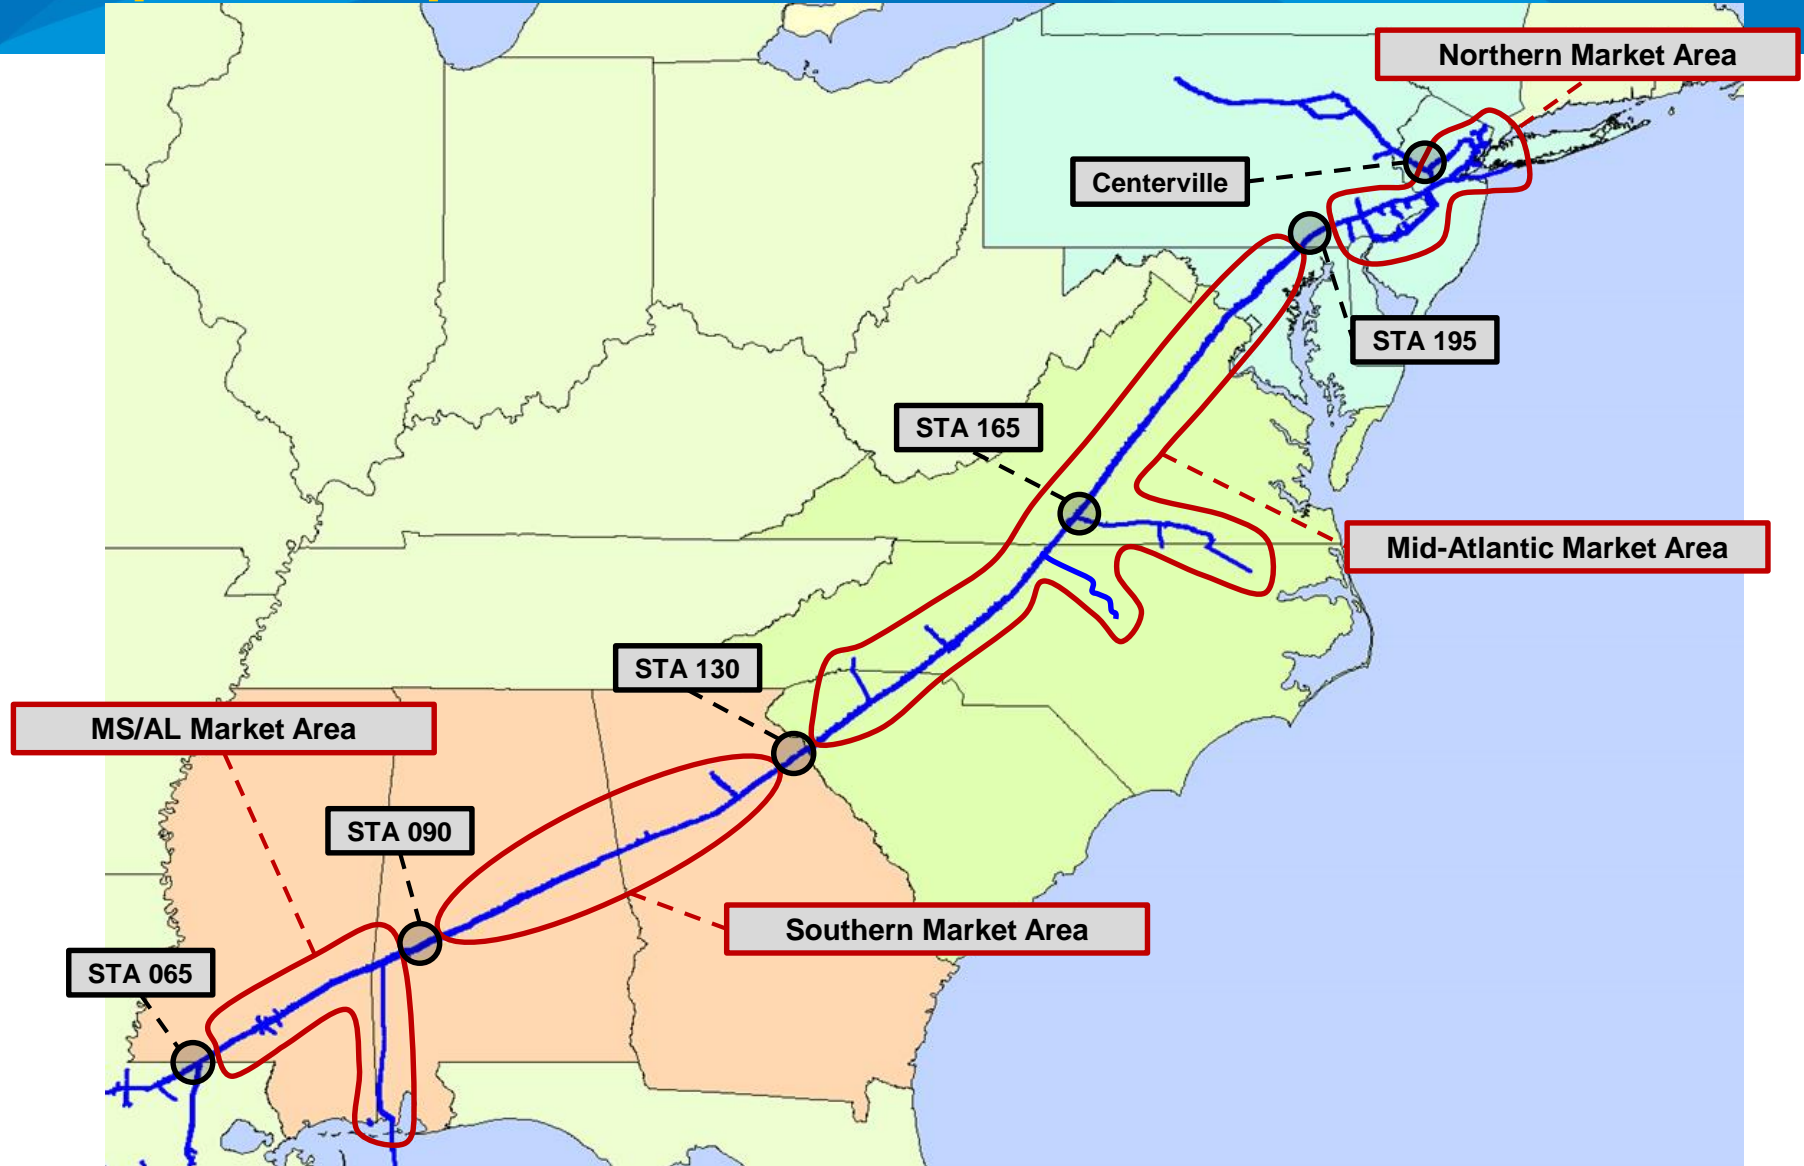 Northern Market Area
Centerville
STA 195
STA 165
Mid-Atlantic Market Area
STA 130
MS/AL Market Area
STA 090
Southern Market Area
STA 065